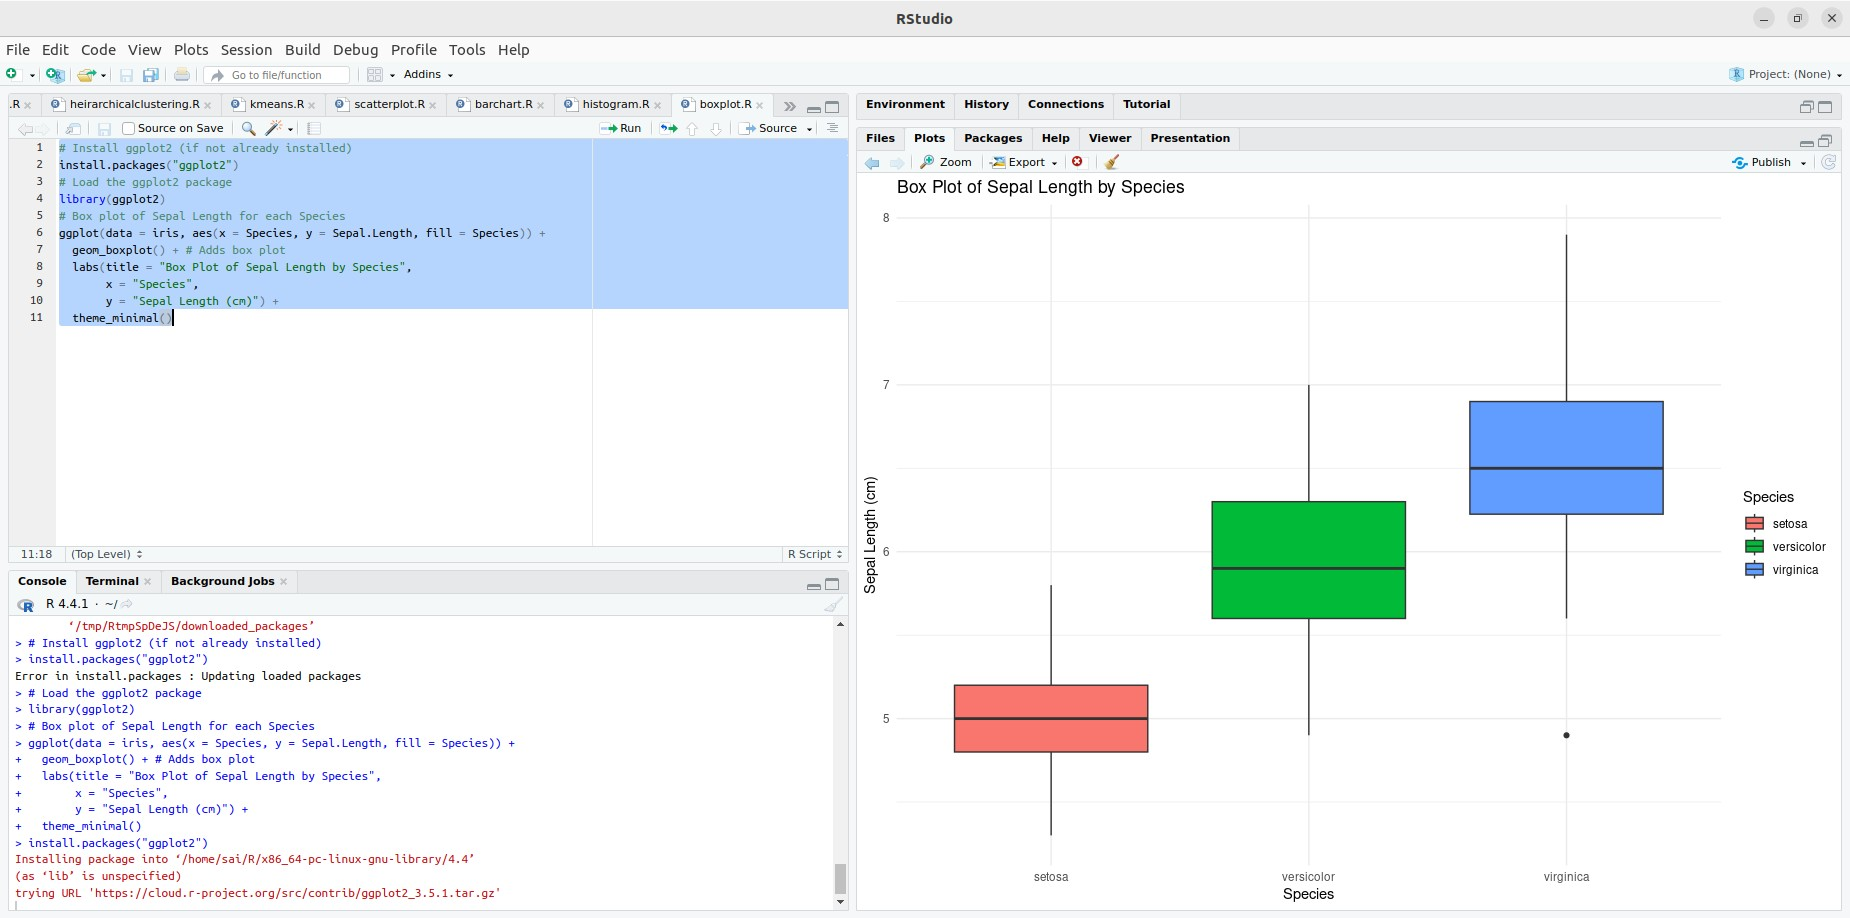 RStudio
File Edit Code View Plots Session Build Debug Profile Tools Help
Go to file/function Addins Project: (None)
.R heirarchicalclustering.R kmeans.R scatterplot.R barchart.R histogram.R boxplot.R
Source on Save Run Source
1 # Install ggplot2 (if not already installed)
2 install.packages("ggplot2")
3 # Load the ggplot2 package
4 library(ggplot2)
5 # Box plot of Sepal Length for each Species
6 ggplot(data = iris, aes(x = Species, y = Sepal.Length, fill = Species)) +
7 geom_boxplot() + # Adds box plot
8 labs(title = "Box Plot of Sepal Length by Species",
9 x = "Species",
10 y = "Sepal Length (cm)") +
11 theme_minimal()
11:18 (Top Level) R Script
Console Terminal Background Jobs
R 4.4.1 · ~/
‘/tmp/RtmpSpDeJS/downloaded_packages’
> # Install ggplot2 (if not already installed)
> install.packages("ggplot2")
Error in install.packages : Updating loaded packages
> # Load the ggplot2 package
> library(ggplot2)
> # Box plot of Sepal Length for each Species
> ggplot(data = iris, aes(x = Species, y = Sepal.Length, fill = Species)) +
+ geom_boxplot() + # Adds box plot
+ labs(title = "Box Plot of Sepal Length by Species",
+ x = "Species",
+ y = "Sepal Length (cm)") +
+ theme_minimal()
> install.packages("ggplot2")
Installing package into ‘/home/sai/R/x86_64-pc-linux-gnu-library/4.4’
(as ‘lib’ is unspecified)
trying URL 'https://cloud.r-project.org/src/contrib/ggplot2_3.5.1.tar.gz'
Environment History Connections Tutorial
Files Plots Packages Help Viewer Presentation
Zoom Export Publish
Box Plot of Sepal Length by Species
8
7
6
5
Sepal Length (cm)
setosa versicolor virginica
Species
Species
setosa
versicolor
virginica